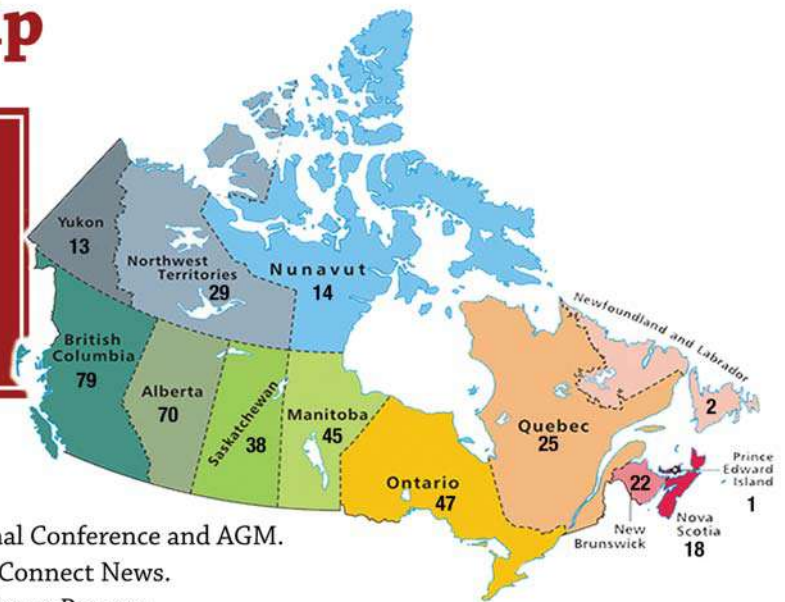 Yukon
13
Northwest
Territories
29
Nunavut
14
British
Columbia
79
Alberta
70
Saskatchewan
38
Manitoba
45
Ontario
47
Quebec
25
Newfoundland and Labrador
2
Prince
Edward
Island
1
22
New
Brunswick
Nova
Scotia
18
Conference and AGM.
Connect News.